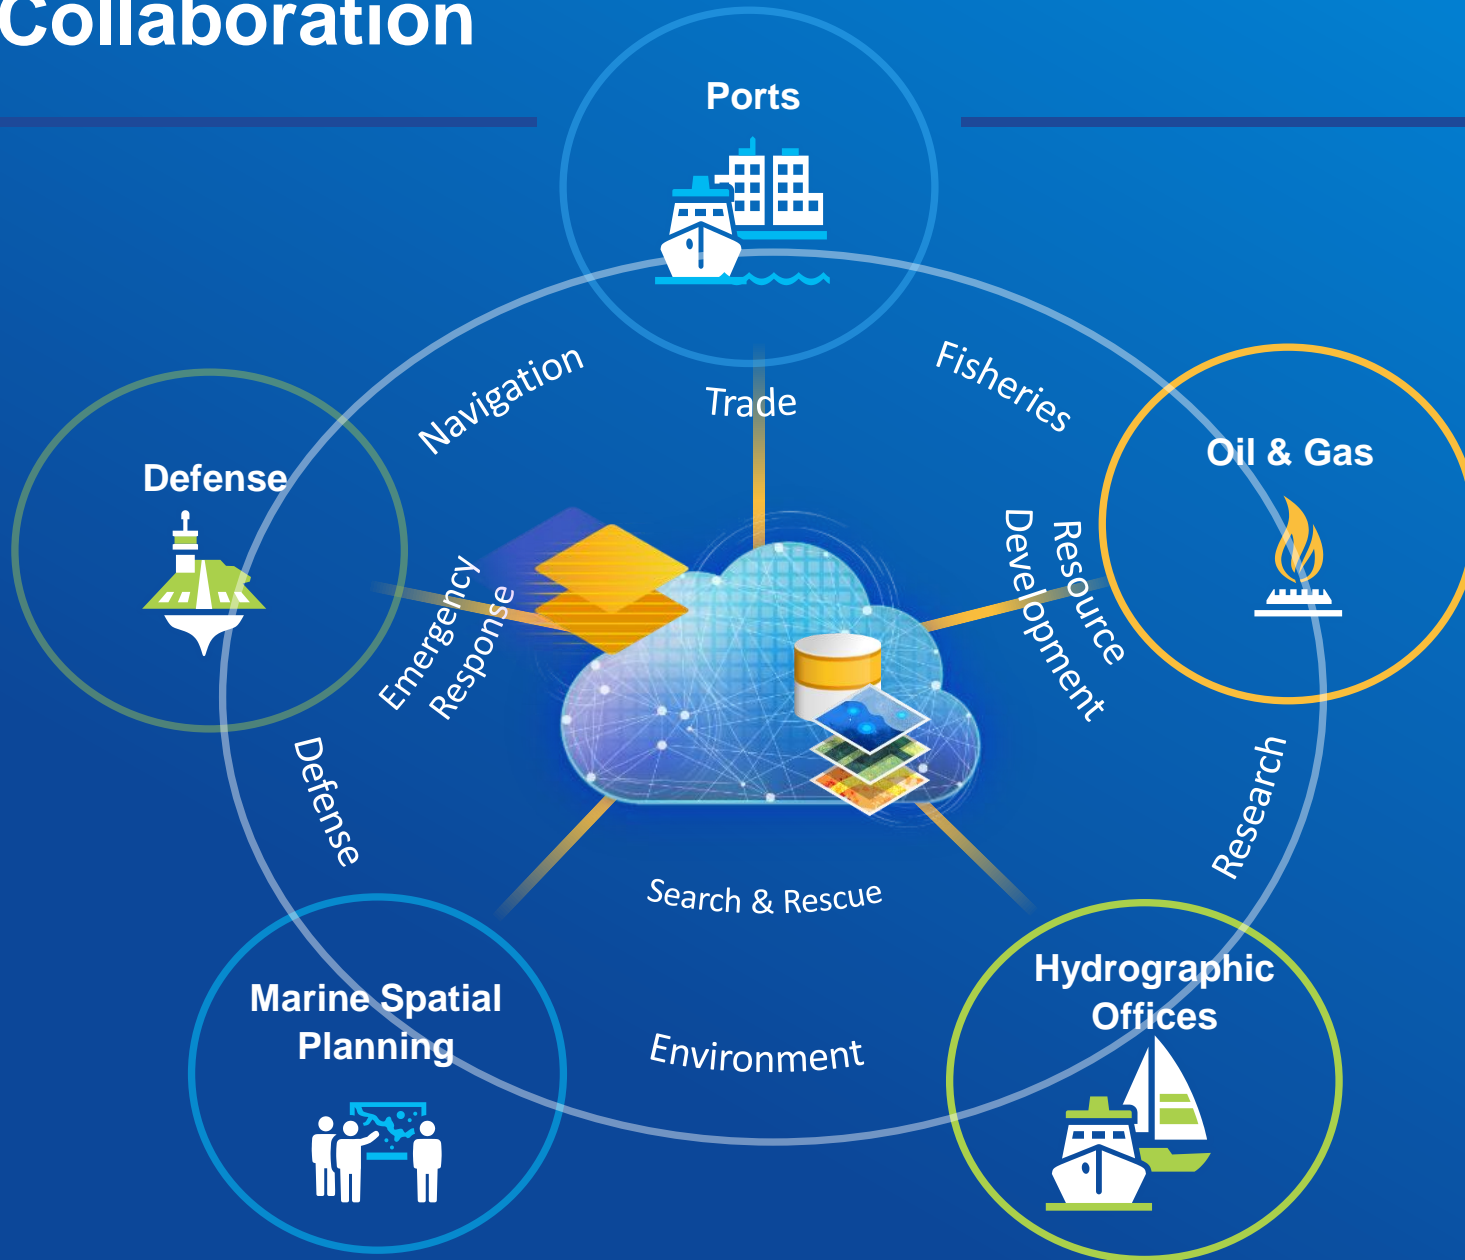 Collaboration
Ports
Navigation
Trade
Fisheries
Defense
Oil & Gas
Emergency
Response
Resource
Development
Defense
Research
Search & Rescue
Marine Spatial
Planning
Hydrographic
Offices
Environment